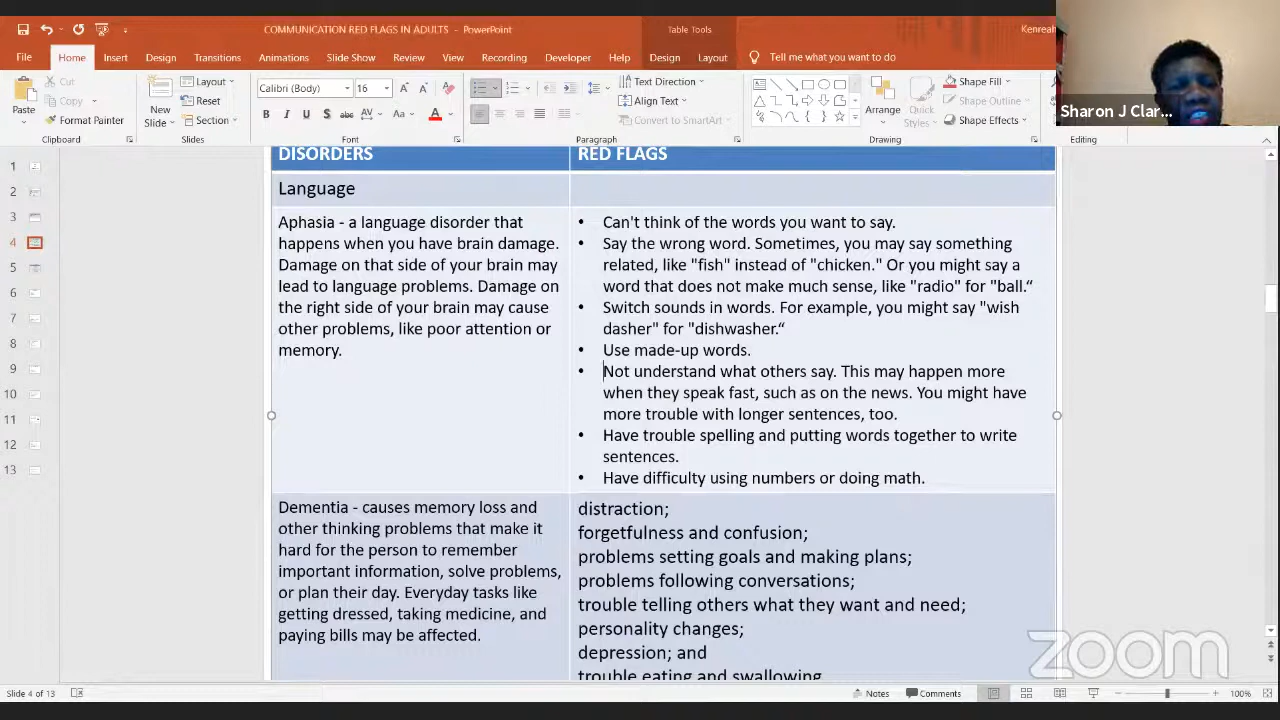 COMMUNICATION RED FLAGS IN ADULTS - PowerPoint
Table Tools
Kenreah
File Home Insert Design Transitions Animations Slide Show Review View Recording Developer Help Design Layout Tell me what you want to do
Paste
Cut
Copy
Format Painter
Clipboard
New Slide
Layout
Reset
Section
Slides
Calibri (Body) 16
Font
Text Direction
Align Text
Convert to SmartArt
Paragraph
Arrange
Quick Styles
Shape Fill
Shape Outline
Shape Effects
Drawing
Editing
Sharon J Clar...
1
2
3
4
5
6
7
8
9
10
11
12
13
DISORDERS RED FLAGS
Language
Aphasia - a language disorder that
happens when you have brain damage.
Damage on that side of your brain may
lead to language problems. Damage on
the right side of your brain may cause
other problems, like poor attention or
memory.
• Can't think of the words you want to say.
• Say the wrong word. Sometimes, you may say something
related, like "fish" instead of "chicken." Or you might say a
word that does not make much sense, like "radio" for "ball.“
• Switch sounds in words. For example, you might say "wish
dasher" for "dishwasher.“
• Use made-up words.
• Not understand what others say. This may happen more
when they speak fast, such as on the news. You might have
more trouble with longer sentences, too.
• Have trouble spelling and putting words together to write
sentences.
• Have difficulty using numbers or doing math.
Dementia - causes memory loss and
other thinking problems that make it
hard for the person to remember
important information, solve problems,
or plan their day. Everyday tasks like
getting dressed, taking medicine, and
paying bills may be affected.
distraction;
forgetfulness and confusion;
problems setting goals and making plans;
problems following conversations;
trouble telling others what they want and need;
personality changes;
depression; and
trouble eating and swallowing
zoom
Slide 4 of 13 Notes Comments 100%